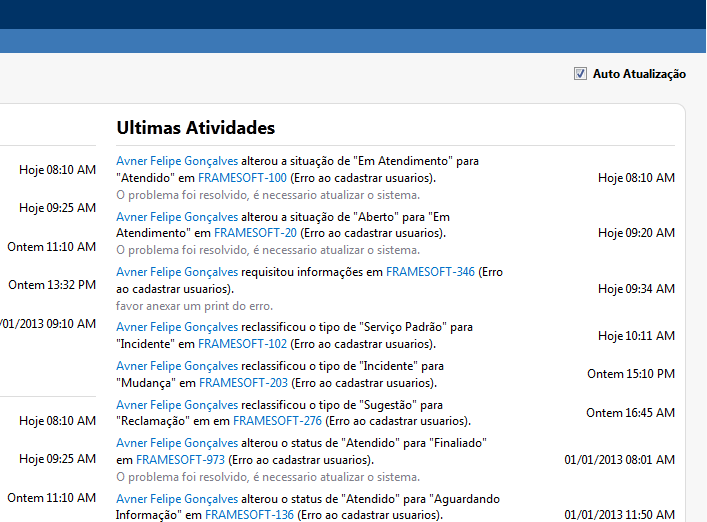 Auto Atualização
Ultimas Atividades
Hoje 08:10 AM
Hoje 09:25 AM
Ontem 11:10 AM
Ontem 13:32 PM
/01/2013 09:10 AM
Hoje 08:10 AM
Hoje 09:25 AM
Ontem 11:10 AM
Avner Felipe Gonçalves alterou a situação de "Em Atendimento" para
"Atendido" em FRAMESOFT-100 (Erro ao cadastrar usuarios).
O problema foi resolvido, é necessario atualizar o sistema.
Hoje 08:10 AM
Avner Felipe Gonçalves alterou a situação de "Aberto" para "Em
Atendimento" em FRAMESOFT-20 (Erro ao cadastrar usuarios).
O problema foi resolvido, é necessario atualizar o sistema.
Hoje 09:20 AM
Avner Felipe Gonçalves requisitou informações em FRAMESOFT-346 (Erro
ao cadastrar usuarios).
favor anexar um print do erro.
Hoje 09:34 AM
Avner Felipe Gonçalves reclassificou o tipo de "Serviço Padrão" para
"Incidente" em FRAMESOFT-102 (Erro ao cadastrar usuarios).
Hoje 10:11 AM
Avner Felipe Gonçalves reclassificou o tipo de "Incidente" para
"Mudança" em FRAMESOFT-203 (Erro ao cadastrar usuarios).
Ontem 15:10 PM
Avner Felipe Gonçalves reclassificou o tipo de "Sugestão" para
"Reclamação" em em FRAMESOFT-276 (Erro ao cadastrar usuarios).
Ontem 16:45 AM
Avner Felipe Gonçalves alterou o status de "Atendido" para "Finaliado"
em FRAMESOFT-973 (Erro ao cadastrar usuarios).
O problema foi resolvido, é necessario atualizar o sistema.
01/01/2013 08:01 AM
Avner Felipe Gonçalves alterou o status de "Atendido" para "Aguardando
Informação" em FRAMESOFT-136 (Erro ao cadastrar usuarios).
01/01/2013 11:50 AM